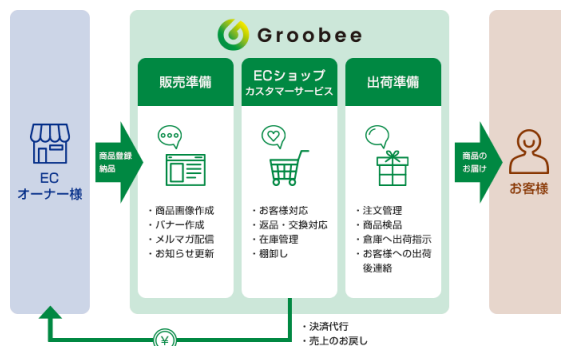 Groobee
EC
オーナー様
商品登録
納品
販売準備
・商品画像作成
・バナー作成
・メルマガ配信
・お知らせ更新
ECショップ
カスタマーサービス
・お客様対応
・返品・交換対応
・在庫管理
・棚卸し
出荷準備
・注文管理
・商品検品
・倉庫へ出荷指示
・お客様への出荷
後連絡
商品の
お届け
お客様
¥
・決済代行
・売上のお戻し